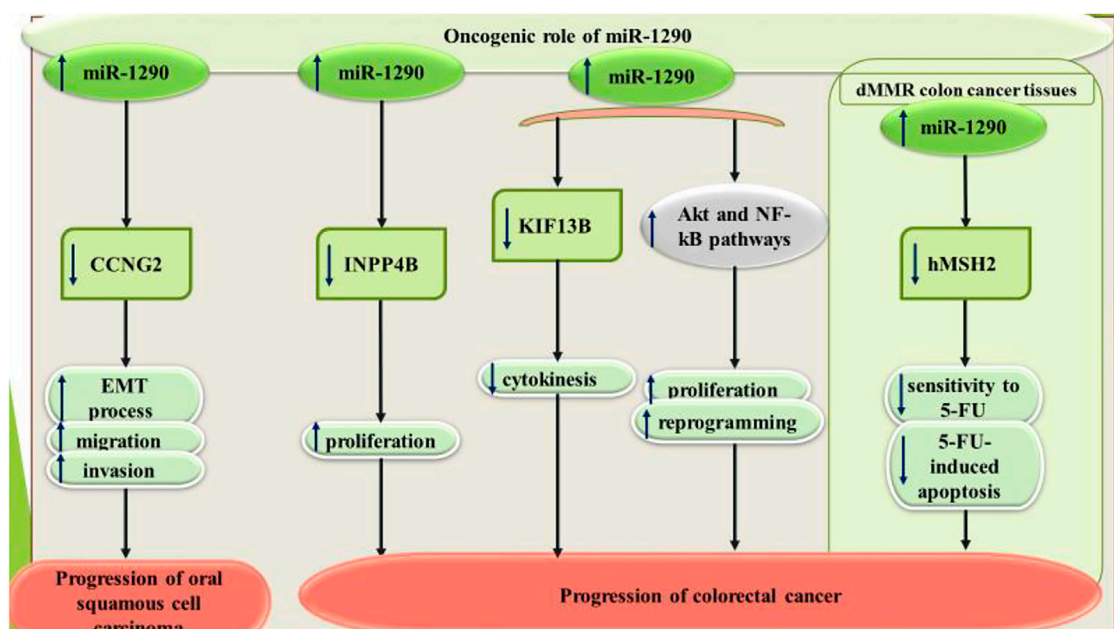 Oncogenic role of miR-1290
miR-1290
miR-1290
miR-1290
dMMR colon cancer tissues
miR-1290
CCNG2
INPP4B
KIF13B
Akt and NF-
kB pathways
hMSH2
EMT
process
migration
invasion
proliferation
cytokinesis
proliferation
reprogramming
sensitivity to
5-FU
5-FU-
induced
apoptosis
Progression of oral
squamous cell
carcinoma
Progression of colorectal cancer